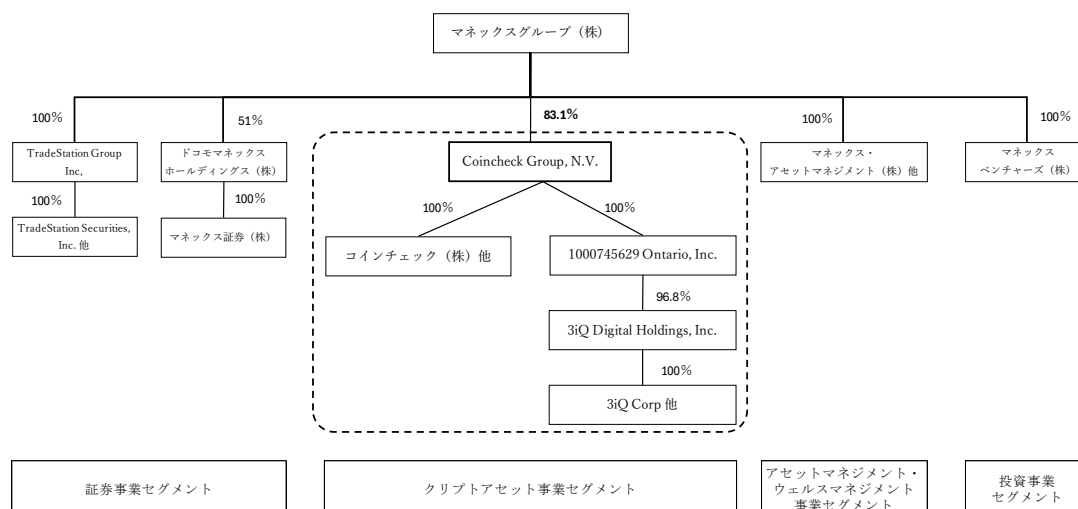 マネックスグループ（株）
100%
51%
83.1%
100%
100%
TradeStation Group
Inc,
ドコモマネックス
ホールディングス（株）
Coincheck Group, N.V.
マネックス・
アセットマネジメント（株）他
マネックス
ベンチャーズ（株）
100%
100%
100%
100%
TradeStation Securities,
Inc. 他
マネックス証券（株）
コインチェック（株）他
1000745629 Ontario, Inc.
96.8%
3iQ Digital Holdings, Inc.
100%
3iQ Corp 他
証券事業セグメント
クリプトアセット事業セグメント
アセットマネジメント・
ウェルスマネジメント
事業セグメント
投資事業
セグメント